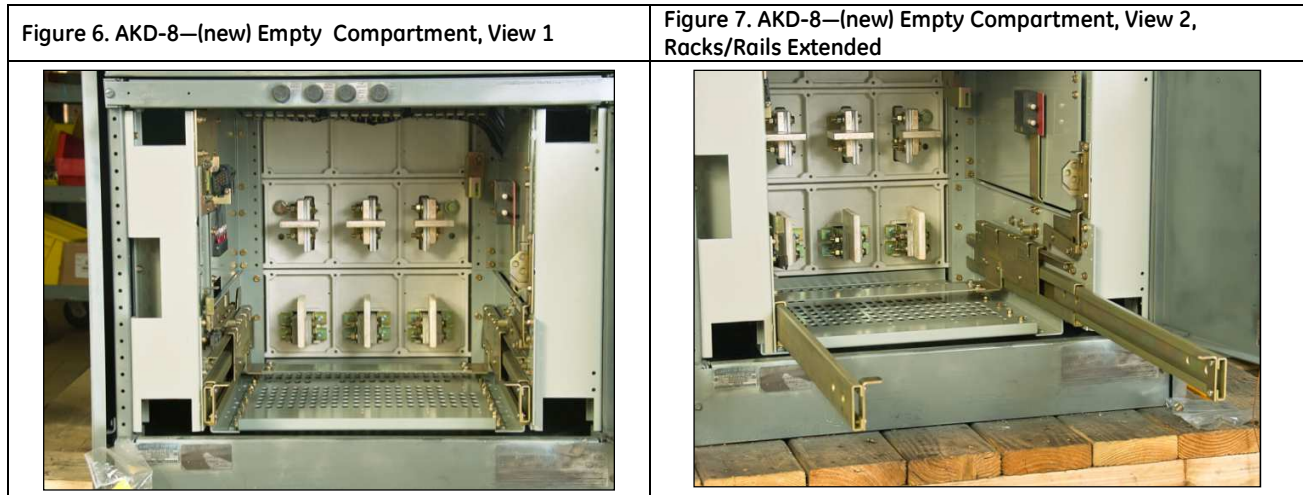 Figure 6. AKD-8—(new) Empty Compartment, View 1
Figure 7. AKD-8—(new) Empty Compartment, View 2,
Racks/Rails Extended